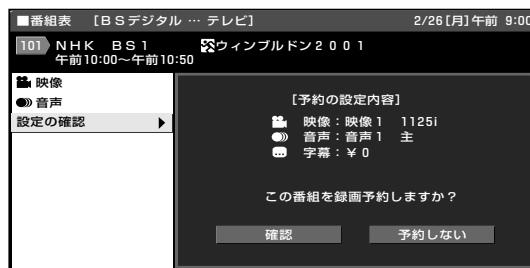 ■番組表 [BSデジタル … テレビ] 2/26[月]午前 9:00
101 NHK BS1 ウィンブルドン2001
午前10:00~午前10:50
映像
音声
設定の確認 ▶
[予約の設定内容]
映像:映像1 1125i
音声:音声1 主
字幕:¥0
この番組を録画予約しますか?
確認 予約しない